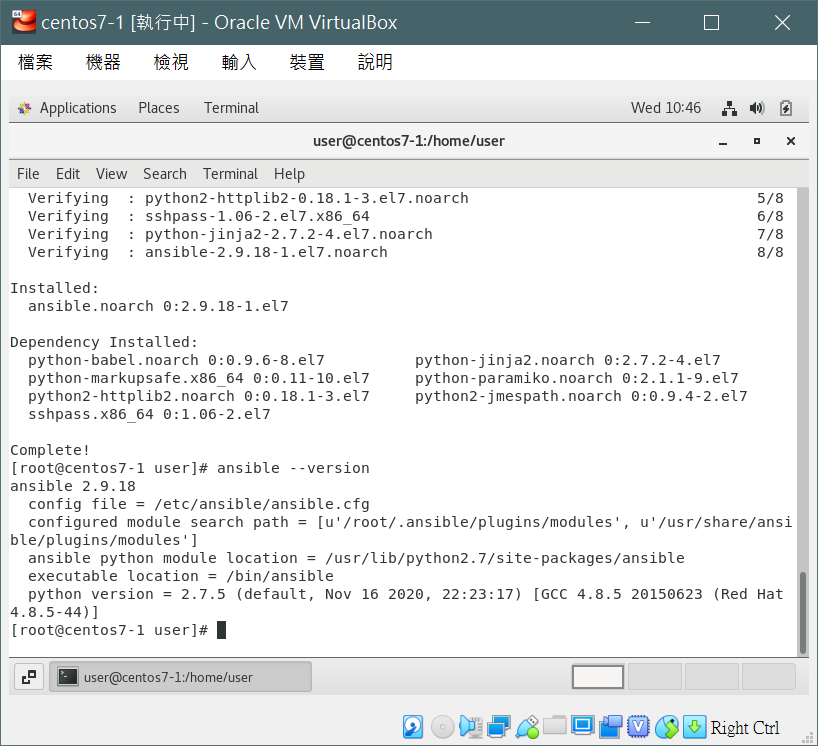 centos7-1 [執行中] - Oracle VM VirtualBox
檔案 機器 檢視 輸入 裝置 說明
Applications Places Terminal Wed 10:46
user@centos7-1:/home/user
File Edit View Search Terminal Help
Verifying : python2-httplib2-0.18.1-3.el7.noarch 5/8
Verifying : sshpass-1.06-2.el7.x86_64 6/8
Verifying : python-jinja2-2.7.2-4.el7.noarch 7/8
Verifying : ansible-2.9.18-1.el7.noarch 8/8
Installed:
ansible.noarch 0:2.9.18-1.el7
Dependency Installed:
python-babel.noarch 0:0.9.6-8.el7 python-jinja2.noarch 0:2.7.2-4.el7
python-markupsafe.x86_64 0:0.11-10.el7 python-paramiko.noarch 0:2.1.1-9.el7
python2-httplib2.noarch 0:0.18.1-3.el7 python2-jmespath.noarch 0:0.9.4-2.el7
sshpass.x86_64 0:1.06-2.el7
Complete!
[root@centos7-1 user]# ansible --version
ansible 2.9.18
config file = /etc/ansible/ansible.cfg
configured module search path = [u'/root/.ansible/plugins/modules', u'/usr/share/ansi
ble/plugins/modules']
ansible python module location = /usr/lib/python2.7/site-packages/ansible
executable location = /bin/ansible
python version = 2.7.5 (default, Nov 16 2020, 22:23:17) [GCC 4.8.5 20150623 (Red Hat
4.8.5-44)]
[root@centos7-1 user]#
user@centos7-1:/home/user
Right Ctrl